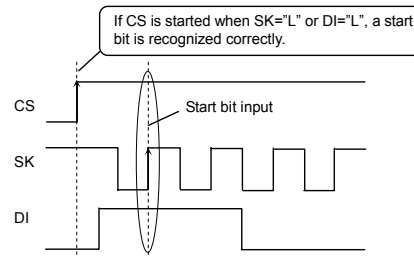 If CS is started when SK=”L” or DI=”L”, a start
bit is recognized correctly.
CS
Start bit input
SK
DI